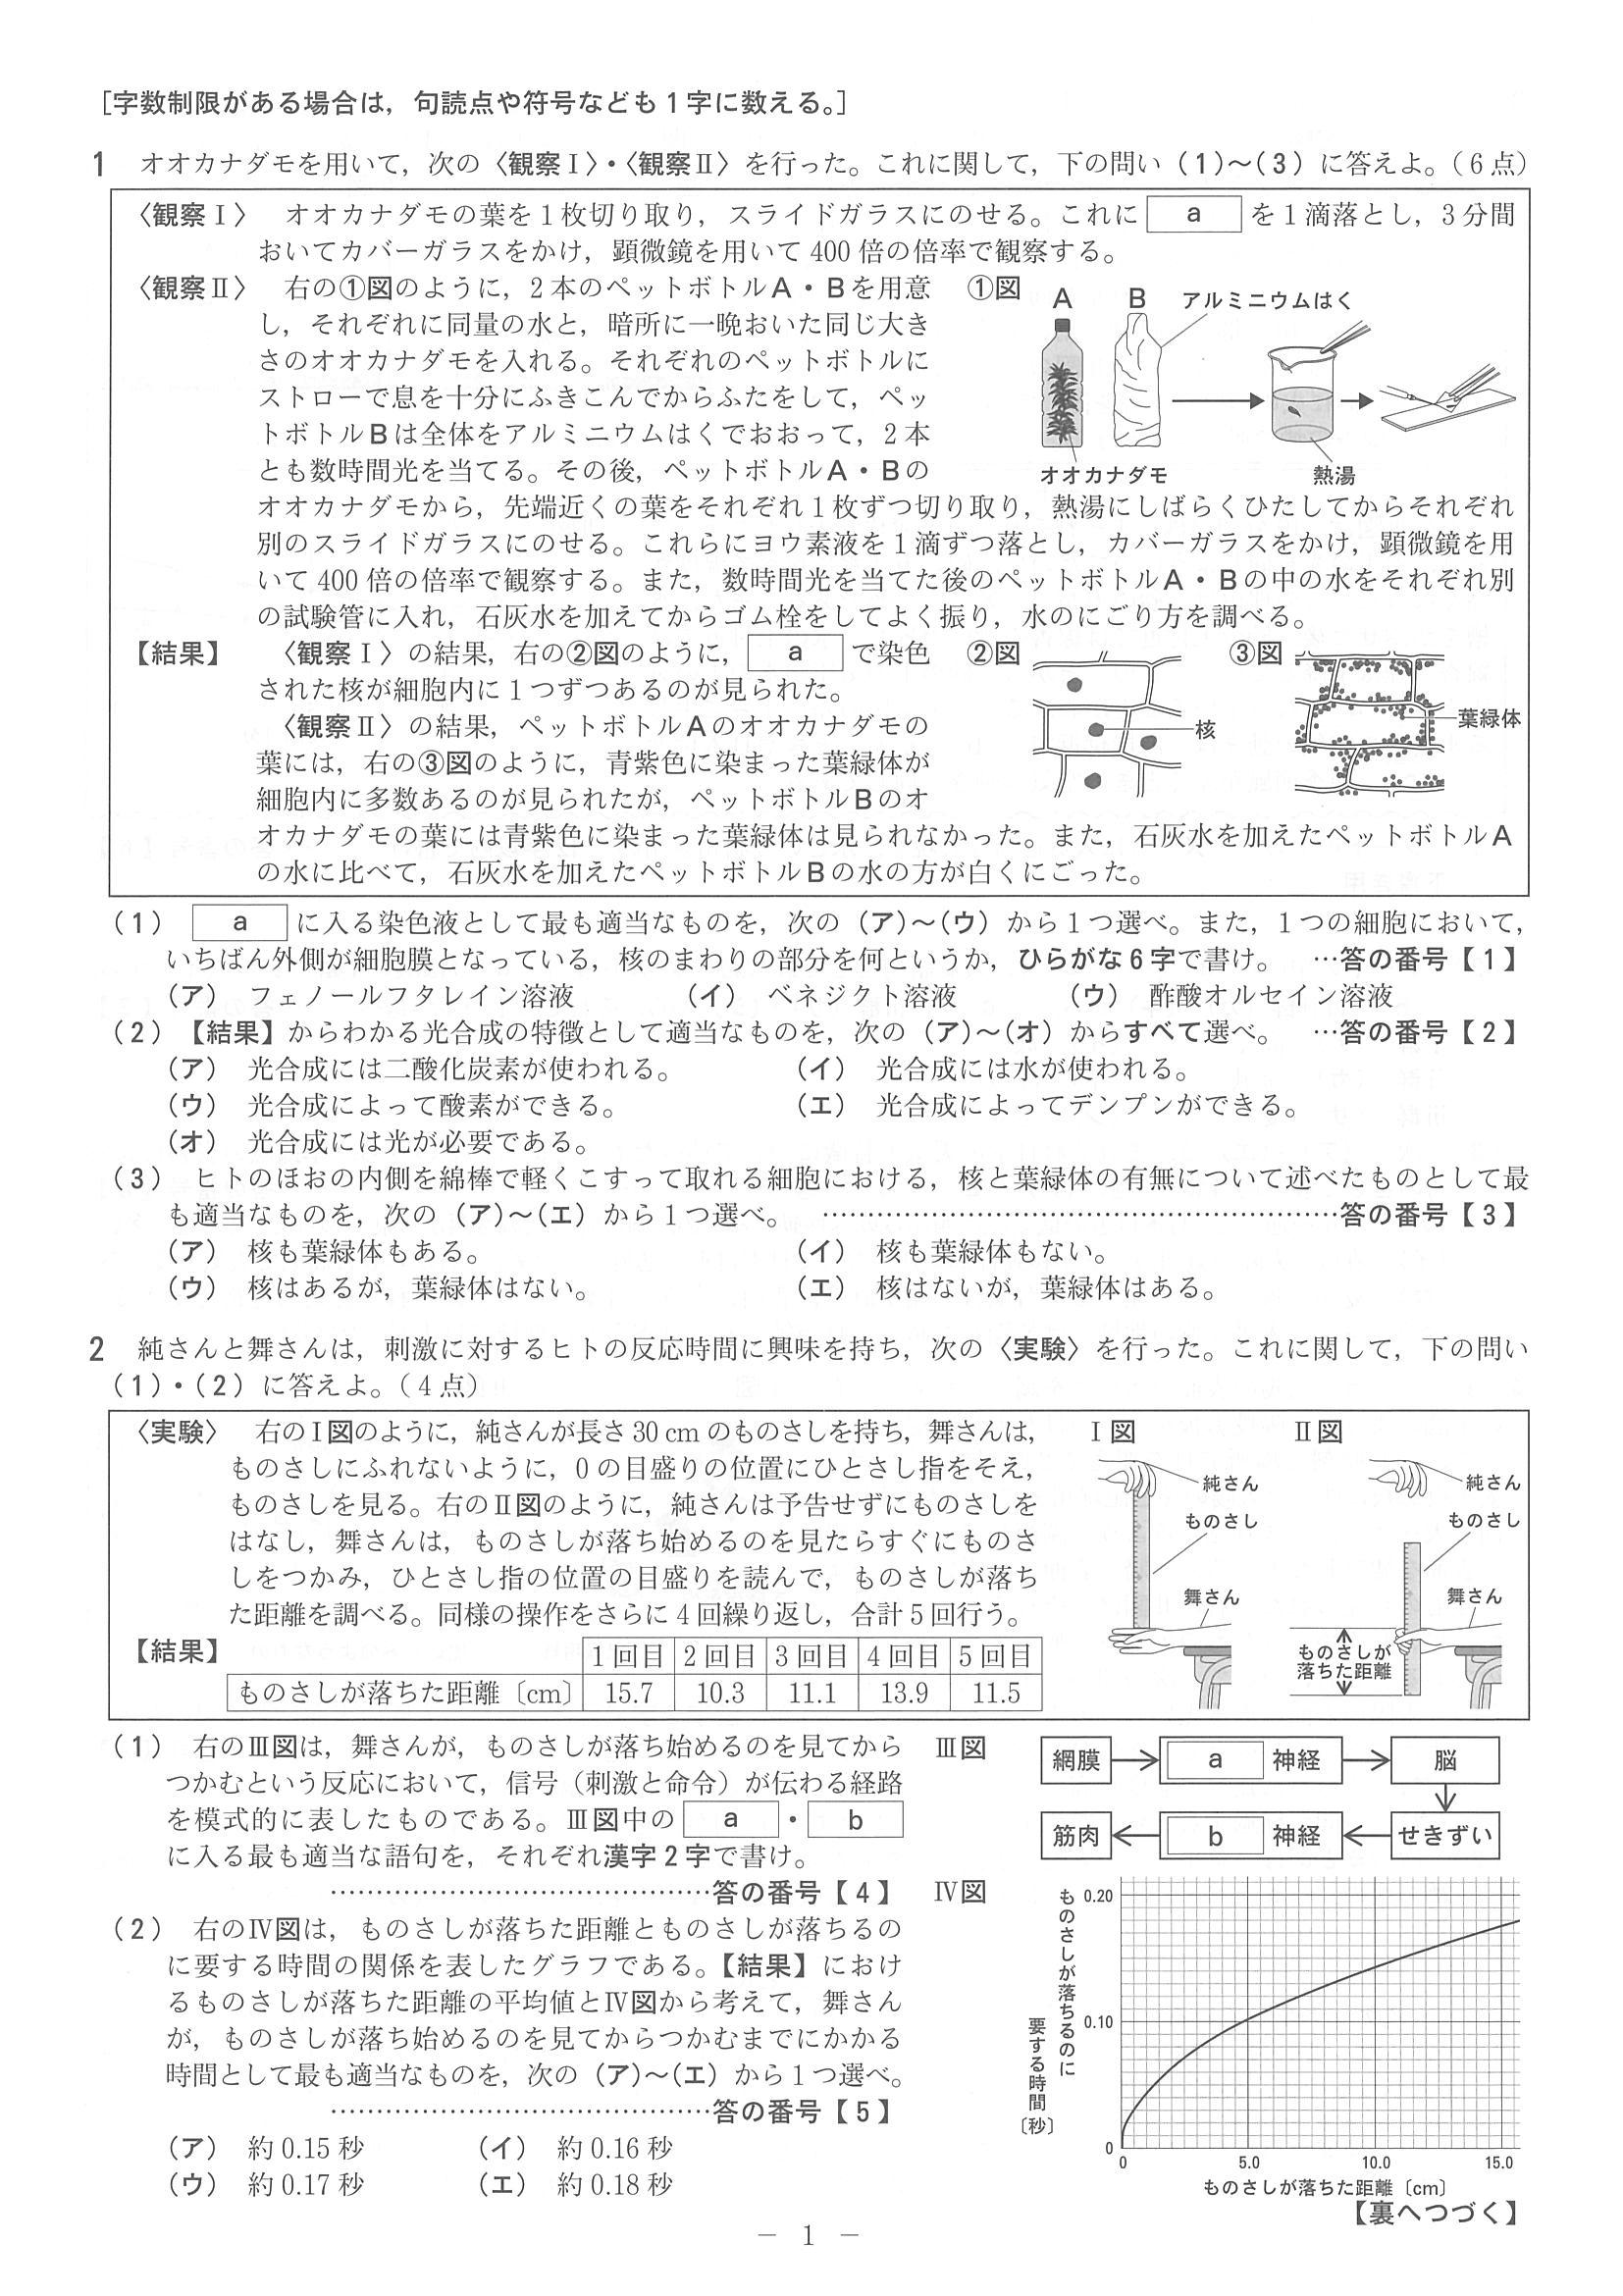 ［字数制限がある場合は，句読点や符号なども1字に数える。］
1　オオカナダモを用いて，次の〈観察Ⅰ〉・〈観察Ⅱ〉を行った。これに関して，下の問い（1）～（3）に答えよ。（6点）
〈観察Ⅰ〉　オオカナダモの葉を1枚切り取り，スライドガラスにのせる。これに a を1滴落とし，3分間
おいてカバーガラスをかけ，顕微鏡を用いて400倍の倍率で観察する。
〈観察Ⅱ〉　右の①図のように，2本のペットボトルA・Bを用意
し，それぞれに同量の水と，暗所に一晩おいた同じ大き
さのオオカナダモを入れる。それぞれのペットボトルに
ストローで息を十分にふきこんでからふたをして，ペッ
トボトルBは全体をアルミニウムはくでおおって，2本
とも数時間光を当てる。その後，ペットボトルA・Bの
①図
A
B
アルミニウムはく
オオカナダモ
熱湯
オオカナダモから，先端近くの葉をそれぞれ1枚ずつ切り取り，熱湯にしばらくひたしてからそれぞれ
別のスライドガラスにのせる。これらにヨウ素液を1滴ずつ落とし，カバーガラスをかけ，顕微鏡を用
いて400倍の倍率で観察する。また，数時間光を当てた後のペットボトルA・Bの中の水をそれぞれ別
の試験管に入れ，石灰水を加えてからゴム栓をしてよく振り，水のにごり方を調べる。
【結果】　〈観察Ⅰ〉の結果，右の②図のように， a で染色
された核が細胞内に1つずつあるのが見られた。
〈観察Ⅱ〉の結果，ペットボトルAのオオカナダモの
葉には，右の③図のように，青紫色に染まった葉緑体が
細胞内に多数あるのが見られたが，ペットボトルBのオ
②図
核
③図
葉緑体
オカナダモの葉には青紫色に染まった葉緑体は見られなかった。また，石灰水を加えたペットボトルA
の水に比べて，石灰水を加えたペットボトルBの水の方が白くにごった。
（1） a に入る染色液として最も適当なものを，次の（ア）～（ウ）から1つ選べ。また，1つの細胞において，
いちばん外側が細胞膜となっている，核のまわりの部分を何というか，ひらがな6字で書け。　…答の番号【1】
（ア）　フェノールフタレイン溶液　（イ）　ベネジクト溶液　（ウ）　酢酸オルセイン溶液
（2）【結果】からわかる光合成の特徴として適当なものを，次の（ア）～（オ）からすべて選べ。　…答の番号【2】
（ア）　光合成には二酸化炭素が使われる。　（イ）　光合成には水が使われる。
（ウ）　光合成によって酸素ができる。　（エ）　光合成によってデンプンができる。
（オ）　光合成には光が必要である。
（3）　ヒトのほおの内側を綿棒で軽くこすって取れる細胞における，核と葉緑体の有無について述べたものとして最
も適当なものを，次の（ア）～（エ）から1つ選べ。　……………………………………………………答の番号【3】
（ア）　核も葉緑体もある。　（イ）　核も葉緑体もない。
（ウ）　核はあるが，葉緑体はない。　（エ）　核はないが，葉緑体はある。
2　純さんと舞さんは，刺激に対するヒトの反応時間に興味を持ち，次の〈実験〉を行った。これに関して，下の問い
（1）・（2）に答えよ。（4点）
〈実験〉　右のⅠ図のように，純さんが長さ30 cmのものさしを持ち，舞さんは，
ものさしにふれないように，0の目盛りの位置にひとさし指をそえ，
ものさしを見る。右のⅡ図のように，純さんは予告せずにものさしを
はなし，舞さんは，ものさしが落ち始めるのを見たらすぐにものさ
しをつかみ，ひとさし指の位置の目盛りを読んで，ものさしが落ち
た距離を調べる。同様の操作をさらに4回繰り返し，合計5回行う。
【結果】
1回目　2回目　3回目　4回目　5回目
ものさしが落ちた距離〔cm〕　15.7　10.3　11.1　13.9　11.5
Ⅰ図
純さん
ものさし
舞さん
Ⅱ図
純さん
ものさし
舞さん
ものさしが
落ちた距離
（1）　右のⅢ図は，舞さんが，ものさしが落ち始めるのを見てから
つかむという反応において，信号（刺激と命令）が伝わる経路
を模式的に表したものである。Ⅲ図中の a ・ b
に入る最も適当な語句を，それぞれ漢字2字で書け。
……………………………………答の番号【4】
Ⅲ図
網膜　a 神経　脳
筋肉　b 神経　せきずい
（2）　右のⅣ図は，ものさしが落ちた距離とものさしが落ちるの
に要する時間の関係を表したグラフである。【結果】におけ
るものさしが落ちた距離の平均値とⅣ図から考えて，舞さん
が，ものさしが落ち始めるのを見てからつかむまでにかかる
時間として最も適当なものを，次の（ア）～（エ）から1つ選べ。
……………………………………答の番号【5】
（ア）　約0.15秒　（イ）　約0.16秒
（ウ）　約0.17秒　（エ）　約0.18秒
Ⅳ図
ものさしが落ちるのに
要する時間〔秒〕
0.20
0.10
0
0　5.0　10.0　15.0
ものさしが落ちた距離〔cm〕
【裏へつづく】
－ 1 －